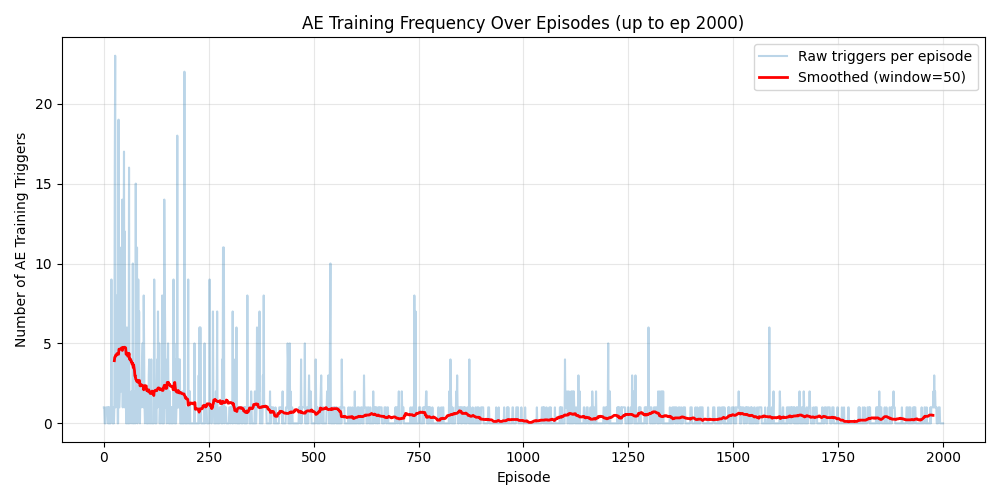 AE Training Frequency Over Episodes (up to ep 2000)
Raw triggers per episode
Smoothed (window=50)
Number of AE Training Triggers
20
15
10
5
0
0 250 500 750 1000 1250 1500 1750 2000
Episode